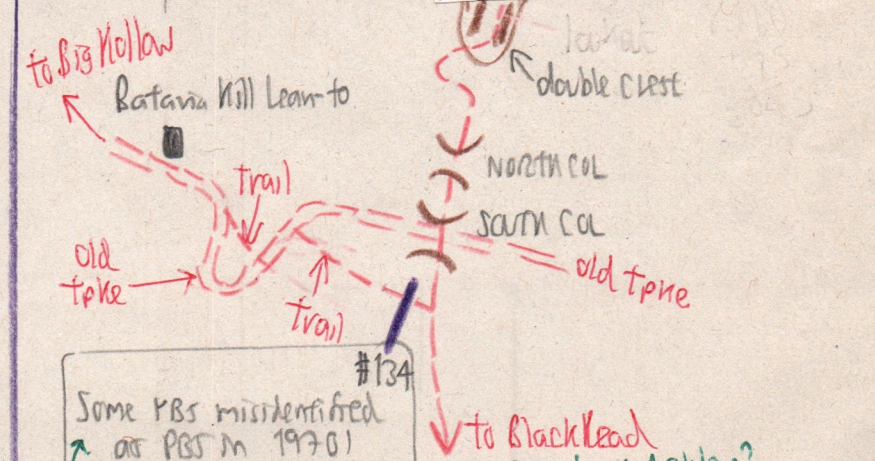 to Big Hollow
Batavia Kill Lean-to
double crest
NORTH COL
trail
SOUTH COL
old
tpke
old tpke
trail
#134
Some YBS misidentified
as PBS in 1970!
to Blackhead